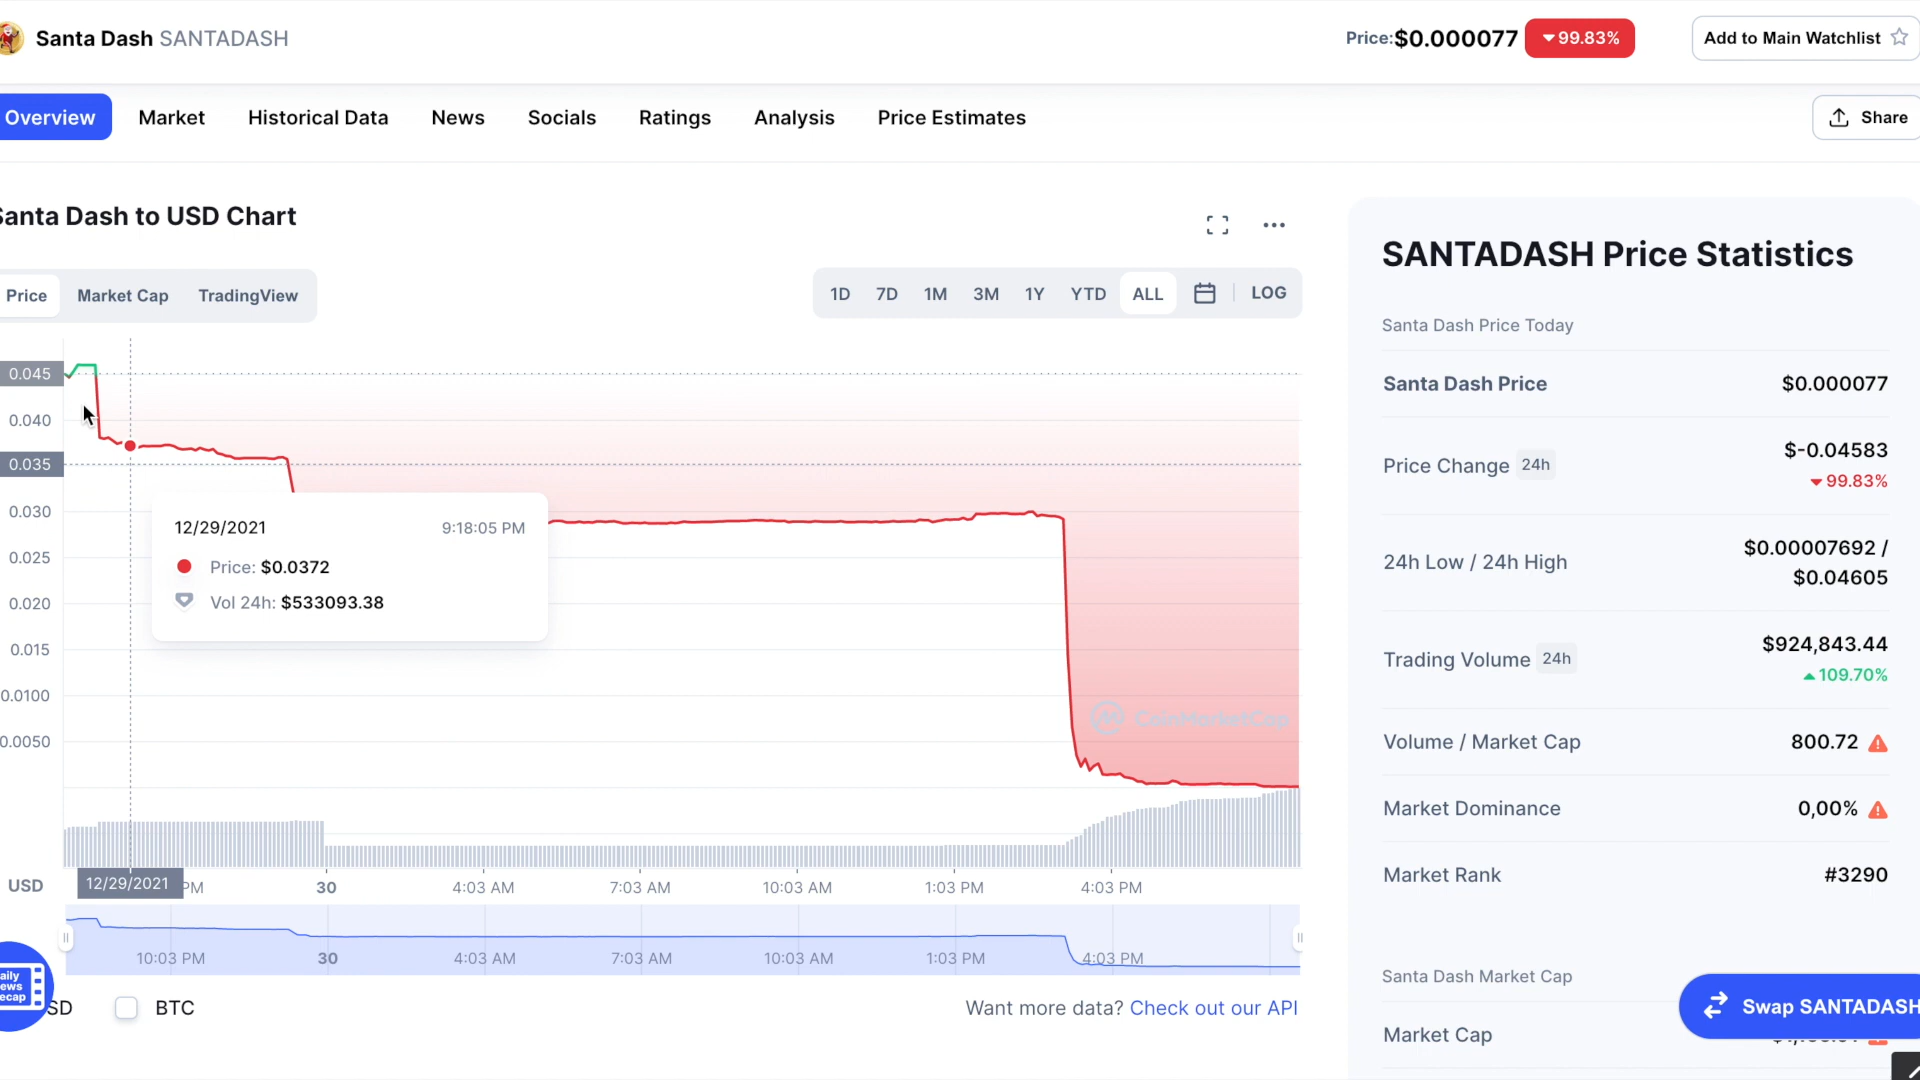 Santa Dash SANTADASH
Price:$0.000077 99.83%
Add to Main Watchlist
Overview Market Historical Data News Socials Ratings Analysis Price Estimates
Share
Santa Dash to USD Chart
Price Market Cap TradingView
1D 7D 1M 3M 1Y YTD ALL LOG
0.045
0.040
0.035
0.030
0.025
0.020
0.015
0.0100
0.0050
12/29/2021 9:18:05 PM
Price: $0.0372
Vol 24h: $533093.38
CoinMarketCap
USD
12/29/2021 PM 30 4:03 AM 7:03 AM 10:03 AM 1:03 PM 4:03 PM
10:03 PM 30 4:03 AM 7:03 AM 10:03 AM 1:03 PM 4:03 PM
aily
ews
ecap
SD BTC
Want more data? Check out our API
SANTADASH Price Statistics
Santa Dash Price Today
Santa Dash Price $0.000077
Price Change 24h $-0.04583
99.83%
24h Low / 24h High $0.00007692 /
$0.04605
Trading Volume 24h $924,843.44
109.70%
Volume / Market Cap 800.72
Market Dominance 0,00%
Market Rank #3290
Santa Dash Market Cap
Market Cap
Swap SANTADASH